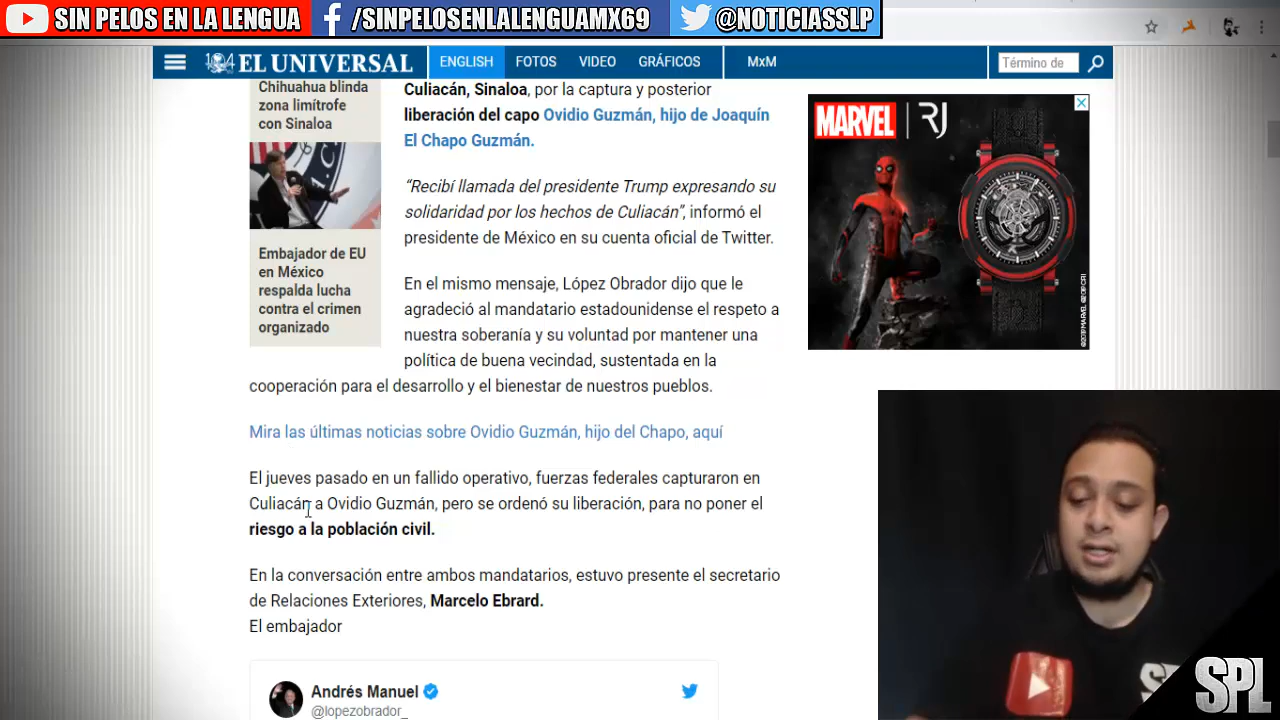 SIN PELOS EN LA LENGUA
/SINPELOSENLALENGUAMX69
@NOTICIASSLP
104 EL UNIVERSAL
ENGLISH
FOTOS
VIDEO
GRÁFICOS
MxM
Término de
Chihuahua blinda
zona limítrofe
con Sinaloa
Embajador de EU
en México
respalda lucha
contra el crimen
organizado
Culiacán, Sinaloa, por la captura y posterior
liberación del capo Ovidio Guzmán, hijo de Joaquín
El Chapo Guzmán.
“Recibí llamada del presidente Trump expresando su
solidaridad por los hechos de Culiacán”, informó el
presidente de México en su cuenta oficial de Twitter.
En el mismo mensaje, López Obrador dijo que le
agradeció al mandatario estadounidense el respeto a
nuestra soberanía y su voluntad por mantener una
política de buena vecindad, sustentada en la
cooperación para el desarrollo y el bienestar de nuestros pueblos.
Mira las últimas noticias sobre Ovidio Guzmán, hijo del Chapo, aquí
El jueves pasado en un fallido operativo, fuerzas federales capturaron en
Culiacán a Ovidio Guzmán, pero se ordenó su liberación, para no poner el
riesgo a la población civil.
En la conversación entre ambos mandatarios, estuvo presente el secretario
de Relaciones Exteriores, Marcelo Ebrard.
El embajador
Andrés Manuel
@lopezobrador_
MARVEL | RJ
SPL